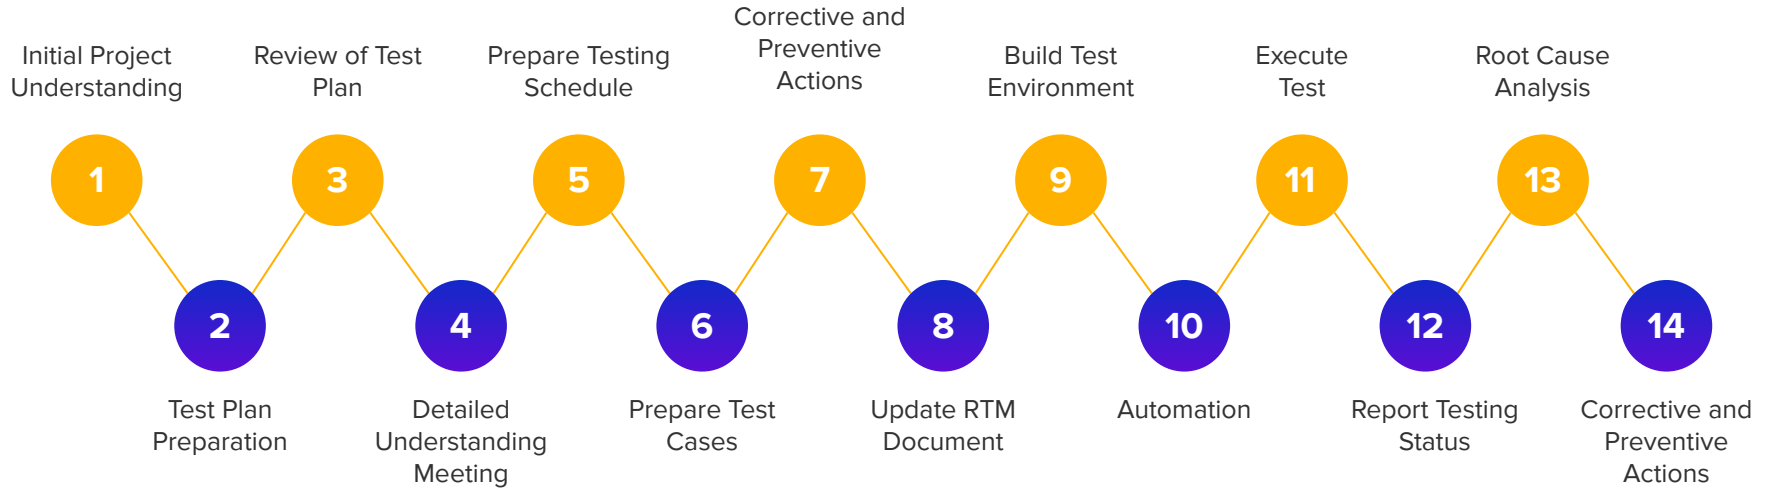 Initial Project
Understanding
1
2
Test Plan
Preparation
Review of Test
Plan
3
4
Detailed
Understanding
Meeting
Prepare Testing
Schedule
5
6
Prepare Test
Cases
Corrective and
Preventive
Actions
7
8
Update RTM
Document
Build Test
Environment
9
10
Automation
Execute
Test
11
12
Report Testing
Status
Root Cause
Analysis
13
14
Corrective and
Preventive
Actions